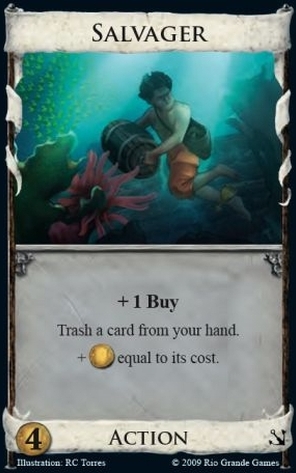 SALVAGER
+1 Buy
Trash a card from your hand.
+ equal to its cost.
4
ACTION
Illustration: RC Torres © 2009 Rio Grande Games